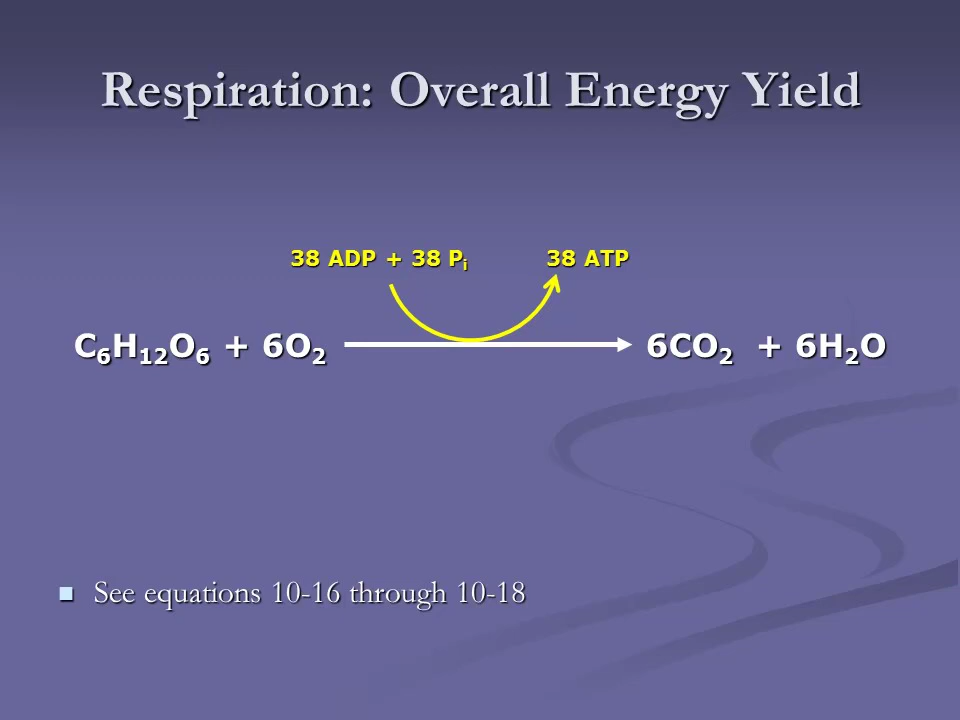 Respiration: Overall Energy Yield
38 ADP + 38 Pᵢ 38 ATP
C₆H₁₂O₆ + 6O₂ 6CO₂ + 6H₂O
See equations 10-16 through 10-18